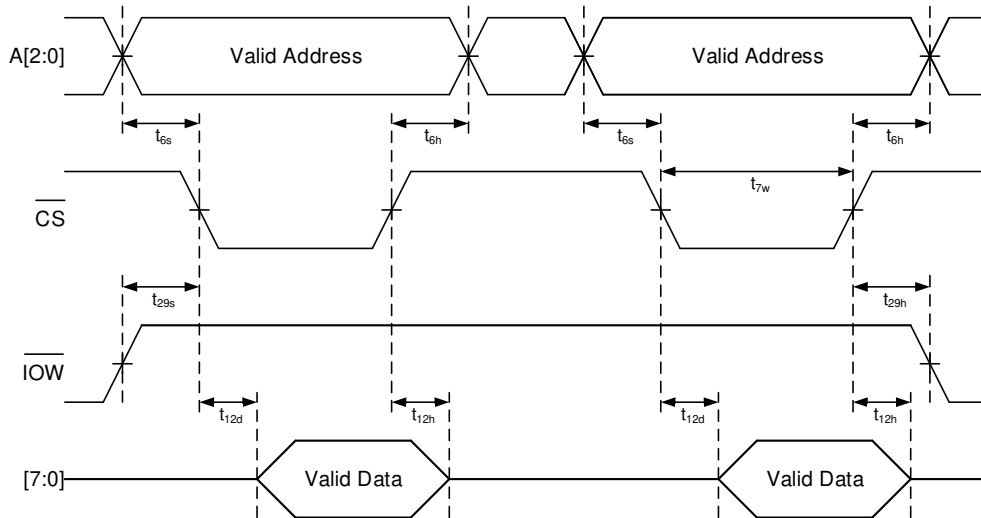 A[2:0] Valid Address Valid Address
t6s t6h t6s t6h
t7w
CS
t29s t29h
IOW
t12d t12h t12d t12h
[7:0] Valid Data Valid Data